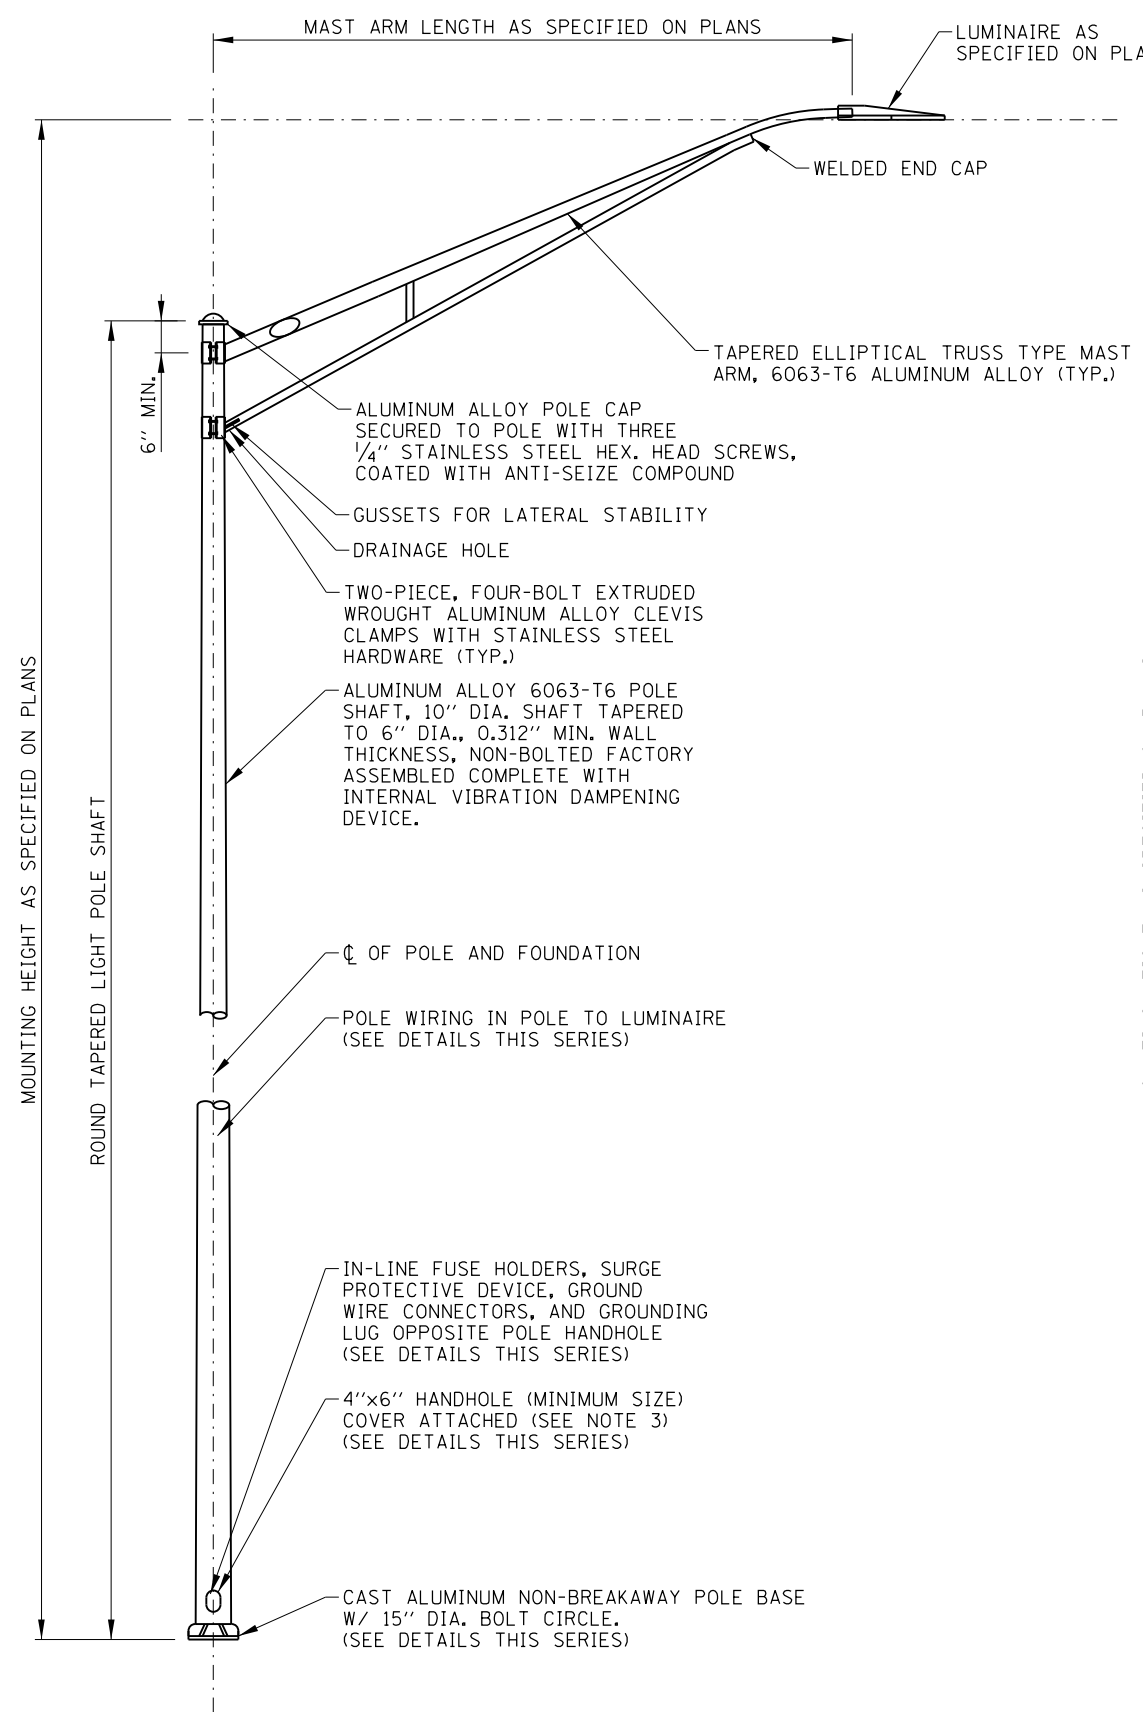 MAST ARM LENGTH AS SPECIFIED ON PLANS
LUMINAIRE AS
SPECIFIED ON
WELDED END CAP
TAPERED ELLIPTICAL TRUSS TYPE MAST
ARM, 6063-T6 ALUMINUM ALLOY (TYP.)
6" MIN.
ALUMINUM ALLOY POLE CAP
SECURED TO POLE WITH THREE
1/4" STAINLESS STEEL HEX. HEAD SCREWS,
COATED WITH ANTI-SEIZE COMPOUND
GUSSETS FOR LATERAL STABILITY
DRAINAGE HOLE
TWO-PIECE, FOUR-BOLT EXTRUDED
WROUGHT ALUMINUM ALLOY CLEVIS
CLAMPS WITH STAINLESS STEEL
HARDWARE (TYP.)
ALUMINUM ALLOY 6063-T6 POLE
SHAFT, 10" DIA. SHAFT TAPERED
TO 6" DIA., 0.312" MIN. WALL
THICKNESS, NON-BOLTED FACTORY
ASSEMBLED COMPLETE WITH
INTERNAL VIBRATION DAMPENING
DEVICE.
MOUNTING HEIGHT AS SPECIFIED ON PLANS
ROUND TAPERED LIGHT POLE SHAFT
℄ OF POLE AND FOUNDATION
POLE WIRING IN POLE TO LUMINAIRE
(SEE DETAILS THIS SERIES)
IN-LINE FUSE HOLDERS, SURGE
PROTECTIVE DEVICE, GROUND
WIRE CONNECTORS, AND GROUNDING
LUG OPPOSITE POLE HANDHOLE
(SEE DETAILS THIS SERIES)
4"x6" HANDHOLE (MINIMUM SIZE)
COVER ATTACHED (SEE NOTE 3)
(SEE DETAILS THIS SERIES)
CAST ALUMINUM NON-BREAKAWAY POLE BASE
W/ 15" DIA. BOLT CIRCLE.
(SEE DETAILS THIS SERIES)